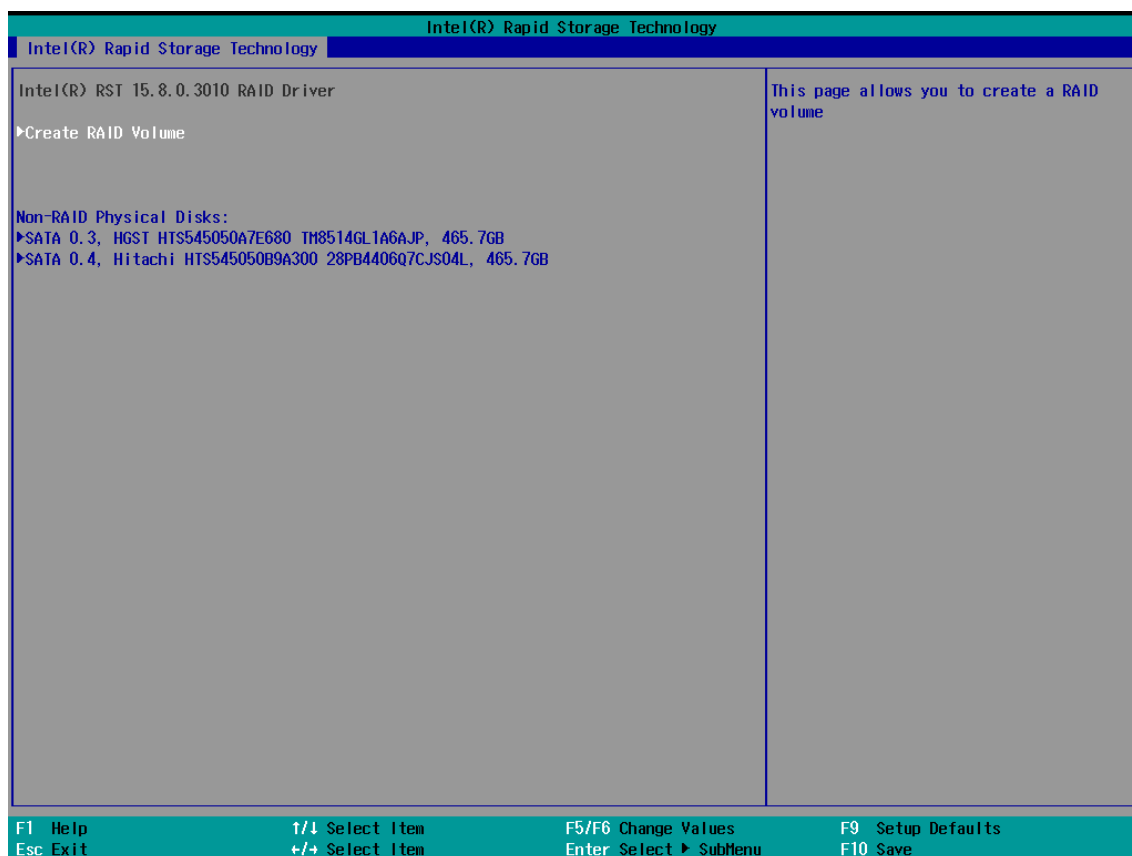 Intel(R) Rapid Storage Technology
Intel(R) Rapid Storage Technology
Intel(R) RST 15.8.0.3010 RAID Driver
▶Create RAID Volume
Non-RAID Physical Disks:
▶SATA 0.3, HGST HTS545050A7E680 TM8514GL1A6AJP, 465.7GB
▶SATA 0.4, Hitachi HTS545050B9A300 28PB4406Q7CJS04L, 465.7GB
This page allows you to create a RAID
volume
F1 Help ↑/↓ Select Item F5/F6 Change Values F9 Setup Defaults
Esc Exit ←/→ Select Item Enter Select ▶ SubMenu F10 Save